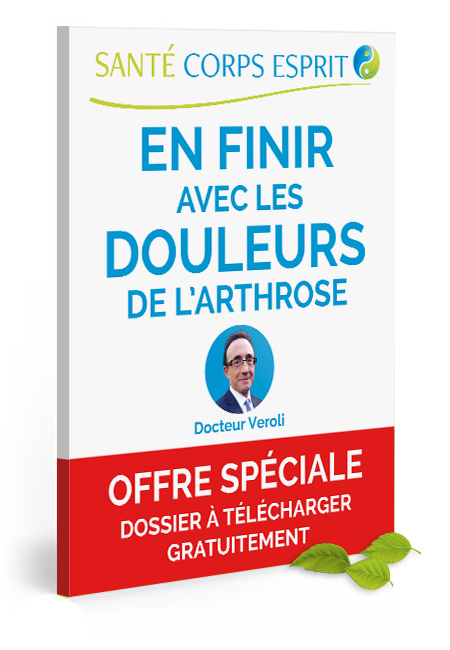 SANTÉ CORPS ESPRIT
EN FINIR
AVEC LES
DOULEURS
DE L'ARTHROSE
Docteur Veroli
OFFRE SPÉCIALE
DOSSIER À TÉLÉCHARGER
GRATUITEMENT